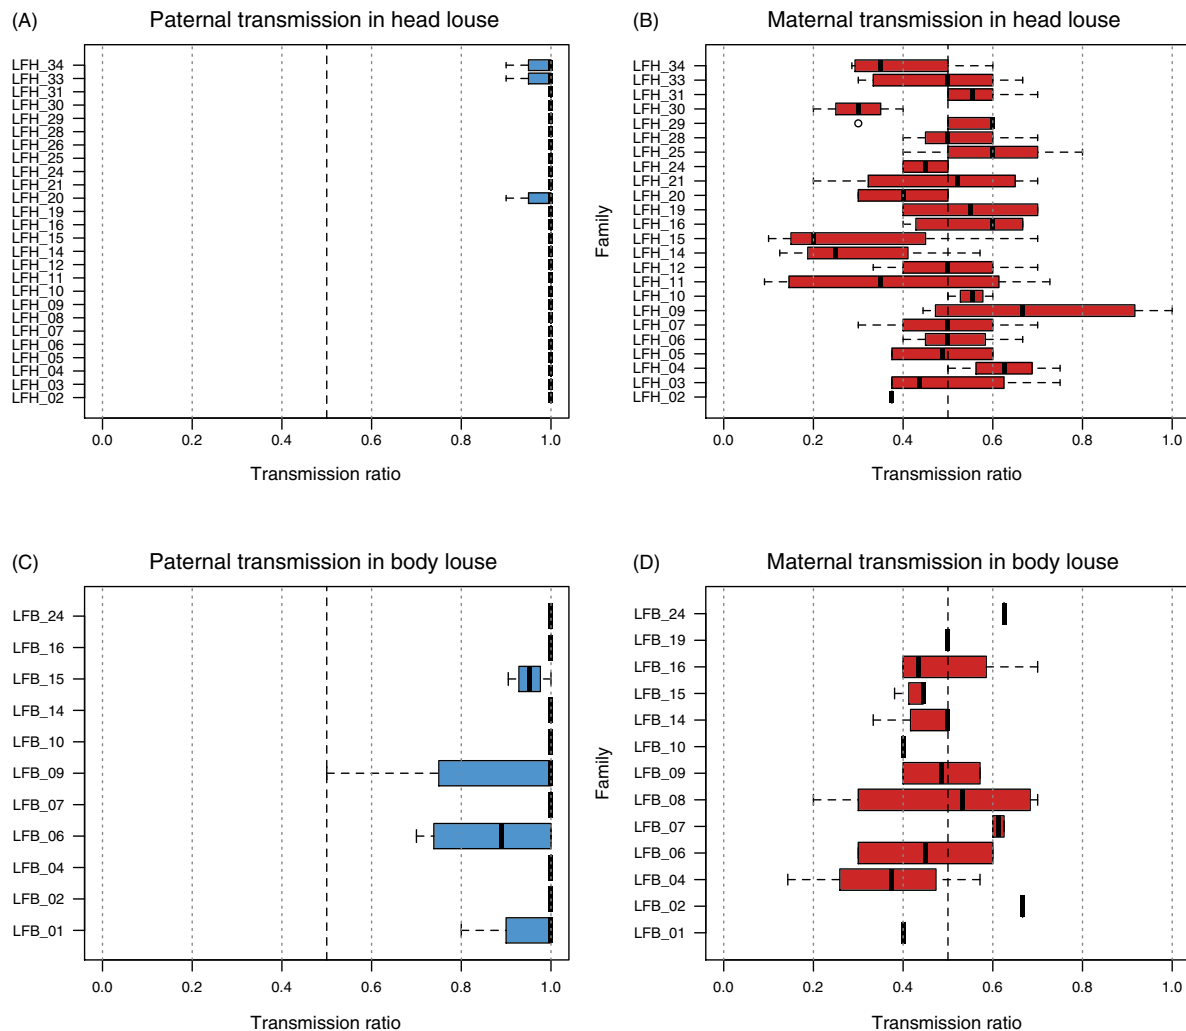 (A) Paternal transmission in head louse
LFH_34
LFH_33
LFH_31
LFH_30
LFH_29
LFH_28
LFH_26
LFH_25
LFH_24
LFH_21
LFH_20
LFH_19
LFH_16
LFH_15
LFH_14
LFH_12
LFH_11
LFH_10
LFH_09
LFH_08
LFH_07
LFH_06
LFH_05
LFH_04
LFH_03
LFH_02
0.0 0.2 0.4 0.6 0.8 1.0
Transmission ratio
(B) Maternal transmission in head louse
Family
LFH_34
LFH_33
LFH_31
LFH_30
LFH_29
LFH_28
LFH_25
LFH_24
LFH_21
LFH_20
LFH_19
LFH_16
LFH_15
LFH_14
LFH_12
LFH_11
LFH_10
LFH_09
LFH_07
LFH_06
LFH_05
LFH_04
LFH_03
LFH_02
0.0 0.2 0.4 0.6 0.8 1.0
Transmission ratio
(C) Paternal transmission in body louse
LFB_24
LFB_16
LFB_15
LFB_14
LFB_10
LFB_09
LFB_07
LFB_06
LFB_04
LFB_02
LFB_01
0.0 0.2 0.4 0.6 0.8 1.0
Transmission ratio
(D) Maternal transmission in body louse
Family
LFB_24
LFB_19
LFB_16
LFB_15
LFB_14
LFB_10
LFB_09
LFB_08
LFB_07
LFB_06
LFB_04
LFB_02
LFB_01
0.0 0.2 0.4 0.6 0.8 1.0
Transmission ratio